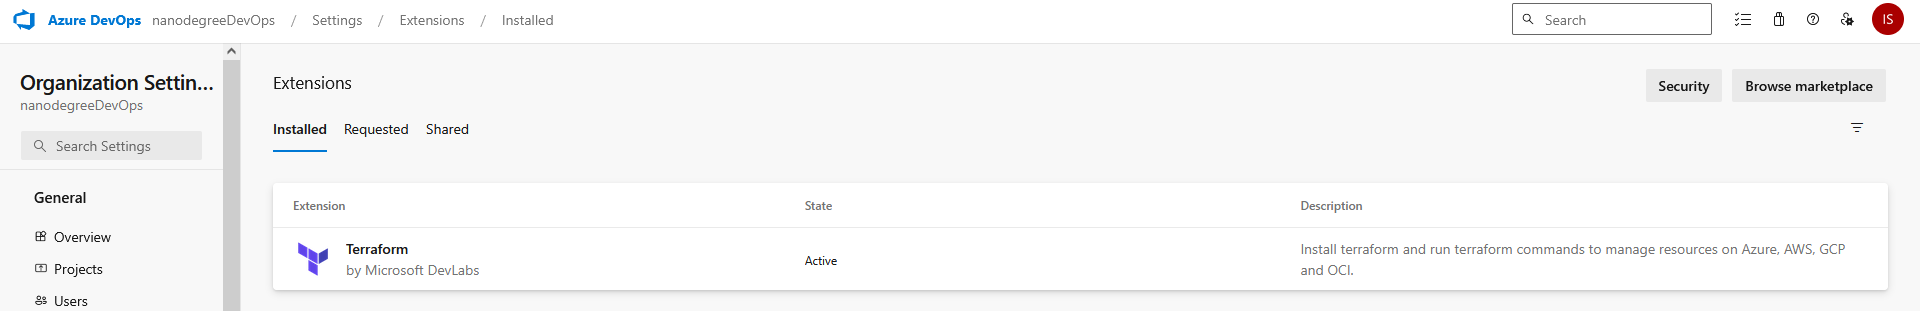 Azure DevOps nanodegreeDevOps / Settings / Extensions / Installed
Search
IS
Organization Settin...
nanodegreeDevOps
Search Settings
General
Overview
Projects
Users
Extensions
Security
Browse marketplace
Installed Requested Shared
Extension State Description
Terraform
by Microsoft DevLabs
Active
Install terraform and run terraform commands to manage resources on Azure, AWS, GCP
and OCI.